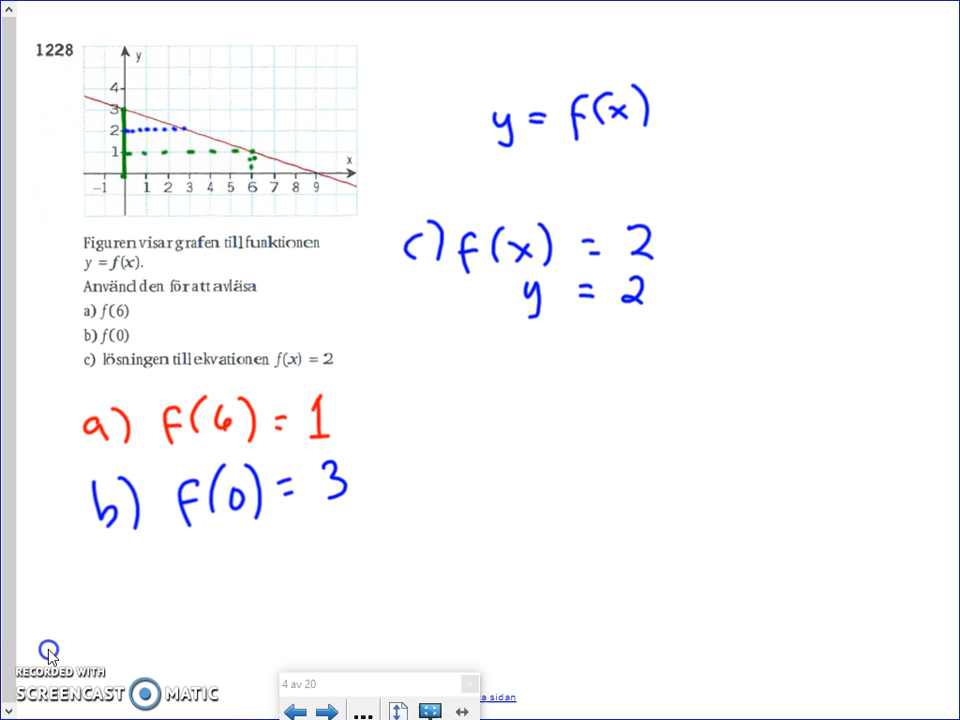 1228
y
4
3
2
1
x
-1 1 2 3 4 5 6 7 8 9
Figuren visar grafen till funktionen
y = f(x).
Använd den för att avläsa
a) f(6)
b) f(0)
c) lösningen till ekvationen f(x) = 2
a) f(6) = 1
b) f(0) = 3
y = f(x)
c) f(x) = 2
y = 2
RECORDED WITH
SCREENCAST MATIC
4 av 20
sidan